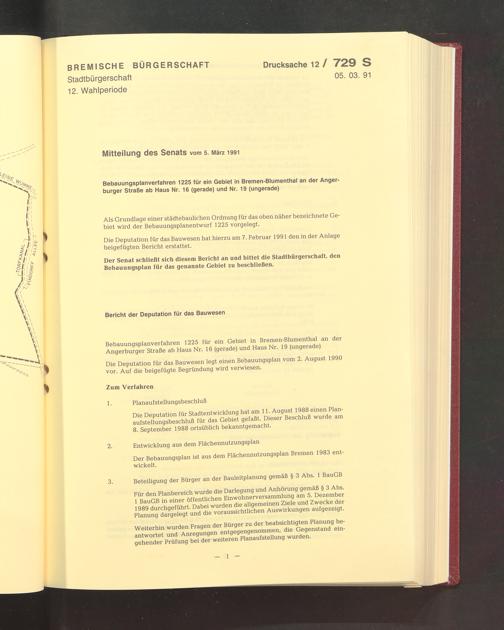 BREMISCHE BÜRGERSCHAFT
Stadtbürgerschaft
12. Wahlperiode
Drucksache 12 / 729 S
05. 03. 91
Mitteilung des Senats vom 5. März 1991
Bebauungsplanverfahren 1225 für ein Gebiet in Bremen-Blumenthal an der Anger-
burger Straße ab Haus Nr. 16 (gerade) und Nr. 19 (ungerade)
Als Grundlage einer städtebaulichen Ordnung für das oben näher bezeichnete Ge-
biet wird der Bebauungsplanentwurf 1225 vorgelegt.
Die Deputation für das Bauwesen hat hierzu am 7. Februar 1991 den in der Anlage
beigefügten Bericht erstattet.
Der Senat schließt sich diesem Bericht an und bittet die Stadtbürgerschaft, den
Bebauungsplan für das genannte Gebiet zu beschließen.
Bericht der Deputation für das Bauwesen
Bebauungsplanverfahren 1225 für ein Gebiet in Bremen-Blumenthal an der
Angerburger Straße ab Haus Nr. 16 (gerade) und Haus Nr. 19 (ungerade)
Die Deputation für das Bauwesen legt einen Bebauungsplan vom 2. August 1990
vor. Auf die beigefügte Begründung wird verwiesen.
Zum Verfahren
1. Planaufstellungsbeschluß
Die Deputation für Stadtentwicklung hat am 11. August 1988 einen Plan-
aufstellungsbeschluß für das Gebiet gefaßt. Dieser Beschluß wurde am
8. September 1988 ortsüblich bekanntgemacht.
2. Entwicklung aus dem Flächennutzungsplan
Der Bebauungsplan ist aus dem Flächennutzungsplan Bremen 1983 ent-
wickelt.
3. Beteiligung der Bürger an der Bauleitplanung gemäß § 3 Abs. 1 BauGB
Für den Planbereich wurde die Darlegung und Anhörung gemäß § 3 Abs.
1 BauGB in einer öffentlichen Einwohnerversammlung am 5. Dezember
1989 durchgeführt. Dabei wurden die allgemeinen Ziele und Zwecke der
Planung dargelegt und die voraussichtlichen Auswirkungen aufgezeigt.
Weiterhin wurden Fragen der Bürger zu der beabsichtigten Planung be-
antwortet und Anregungen entgegengenommen, die Gegenstand ein-
gehender Prüfung bei der weiteren Planaufstellung wurden.
— 1 —